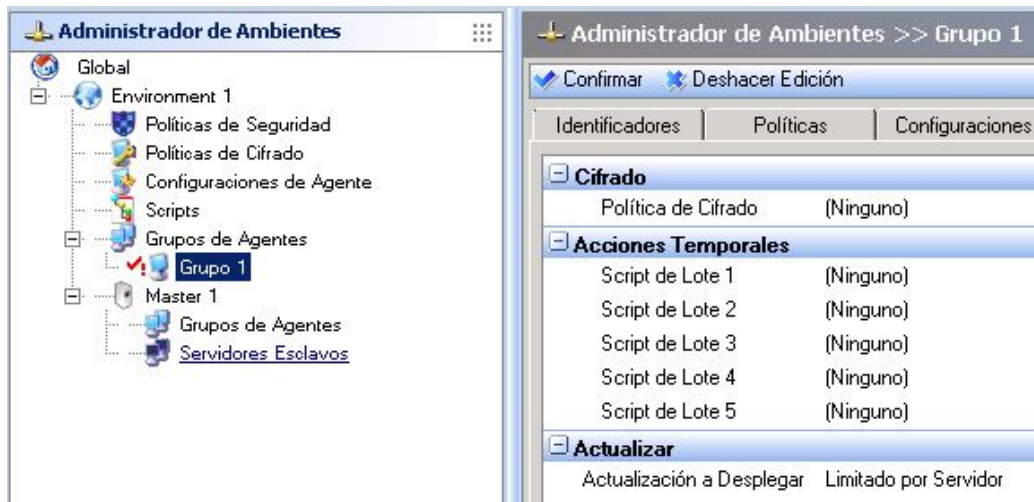 Administrador de Ambientes
Global
Environment 1
Políticas de Seguridad
Políticas de Cifrado
Configuraciones de Agente
Scripts
Grupos de Agentes
Grupo 1
Master 1
Grupos de Agentes
Servidores Esclavos
Administrador de Ambientes >> Grupo 1
Confirmar Deshacer Edición
Identificadores Políticas Configuraciones
Cifrado
Política de Cifrado (Ninguno)
Acciones Temporales
Script de Lote 1 (Ninguno)
Script de Lote 2 (Ninguno)
Script de Lote 3 (Ninguno)
Script de Lote 4 (Ninguno)
Script de Lote 5 (Ninguno)
Actualizar
Actualización a Desplegar Limitado por Servidor